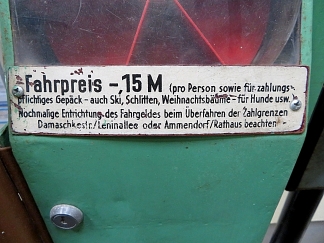 Fahrpreis -,15 M (pro Person sowie für zahlungs-
pflichtiges Gepäck - auch Ski, Schlitten, Weihnachtsbäume - für Hunde usw.
Nochmalige Entrichtung des Fahrgeldes beim Überfahren der Zahlgrenzen
Damaschkestr./Leninallee oder Ammendorf/Rathaus beachten